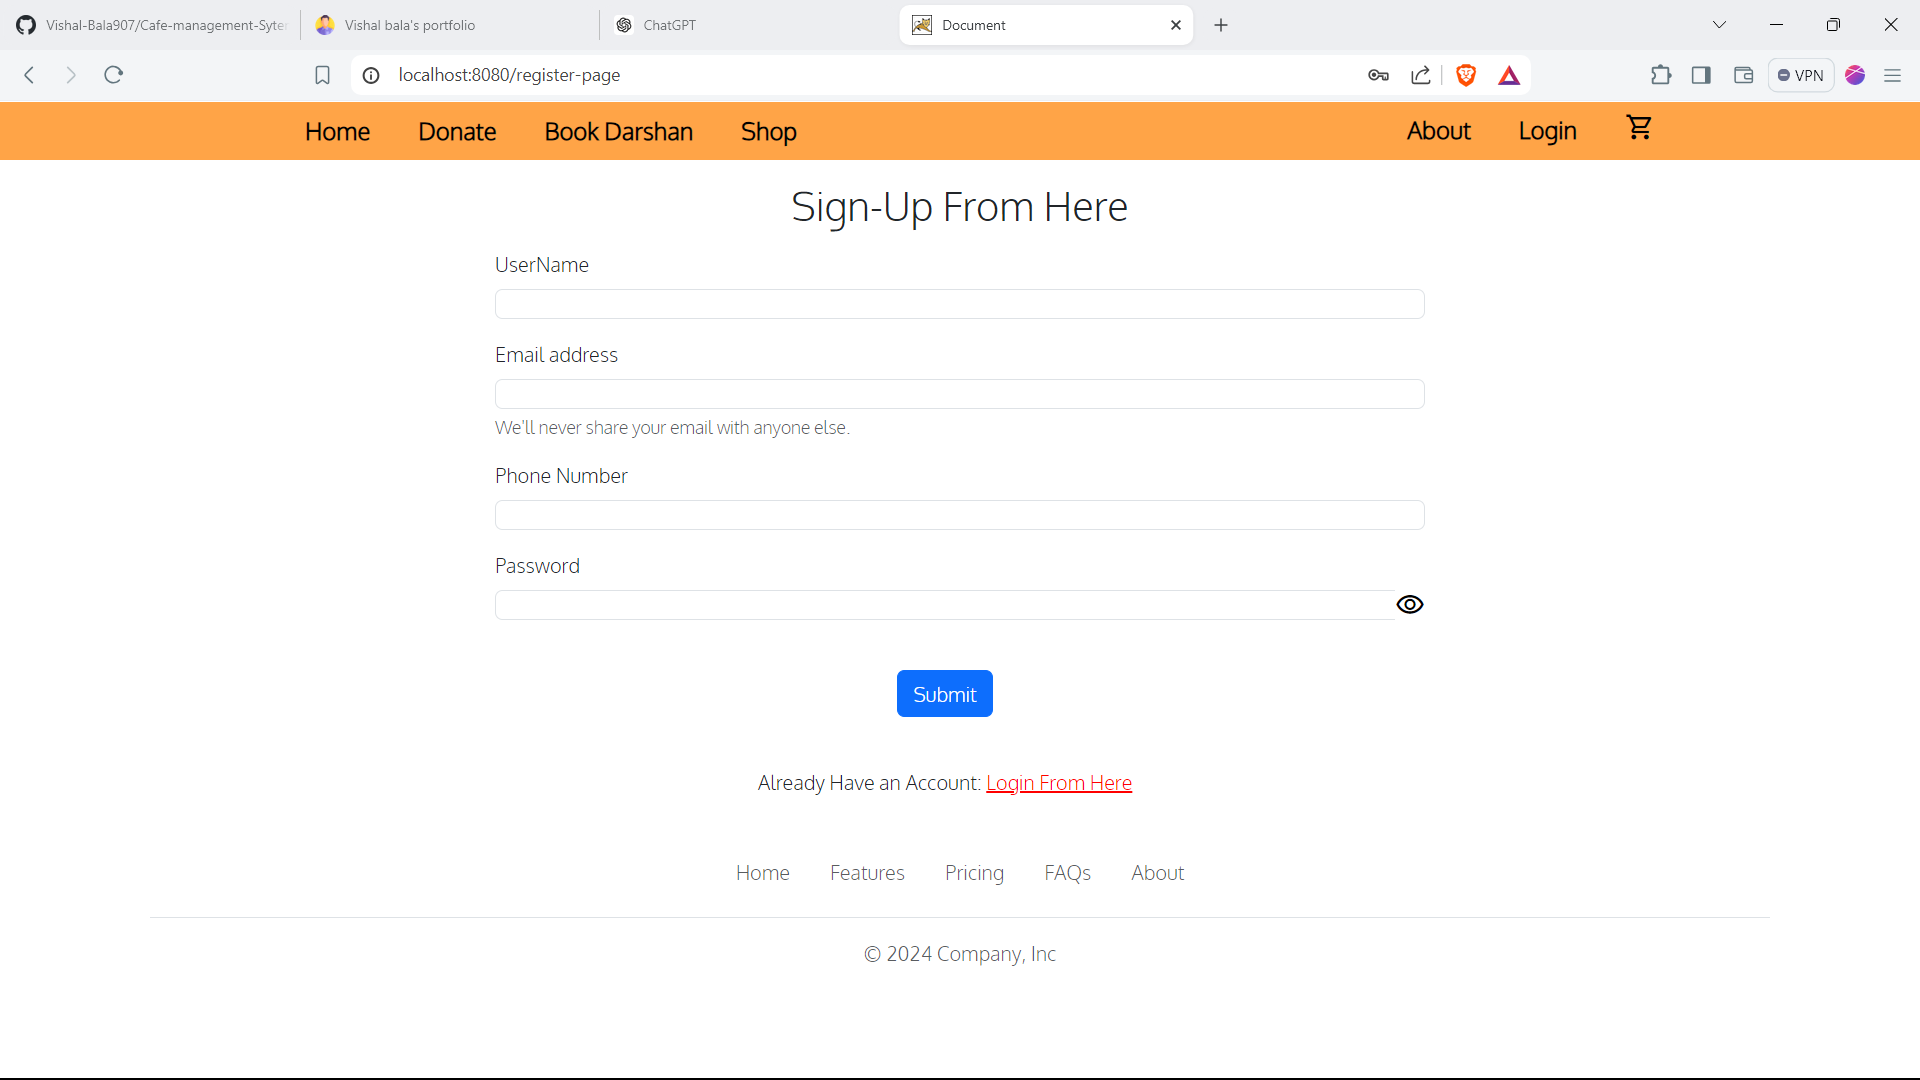 Vishal-Bala907/Cafe-management-Syte
Vishal bala's portfolio
ChatGPT
Document
localhost:8080/register-page
VPN
Home Donate Book Darshan Shop About Login
Sign-Up From Here
UserName
Email address
We'll never share your email with anyone else.
Phone Number
Password
Submit
Already Have an Account: Login From Here
Home Features Pricing FAQs About
© 2024 Company, Inc